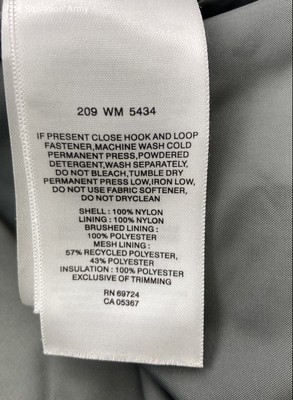 Salvation Army
209 WM 5434
IF PRESENT CLOSE HOOK AND LOOP
FASTENER,MACHINE WASH COLD
PERMANENT PRESS,POWDERED
DETERGENT,WASH SEPARATELY,
DO NOT BLEACH,TUMBLE DRY
PERMANENT PRESS LOW,IRON LOW,
DO NOT USE FABRIC SOFTENER,
DO NOT DRYCLEAN
SHELL : 100% NYLON
LINING : 100% NYLON
BRUSHED LINING :
100% POLYESTER
MESH LINING :
57% RECYCLED POLYESTER,
43% POLYESTER
INSULATION : 100% POLYESTER
EXCLUSIVE OF TRIMMING
RN 69724
CA 05367